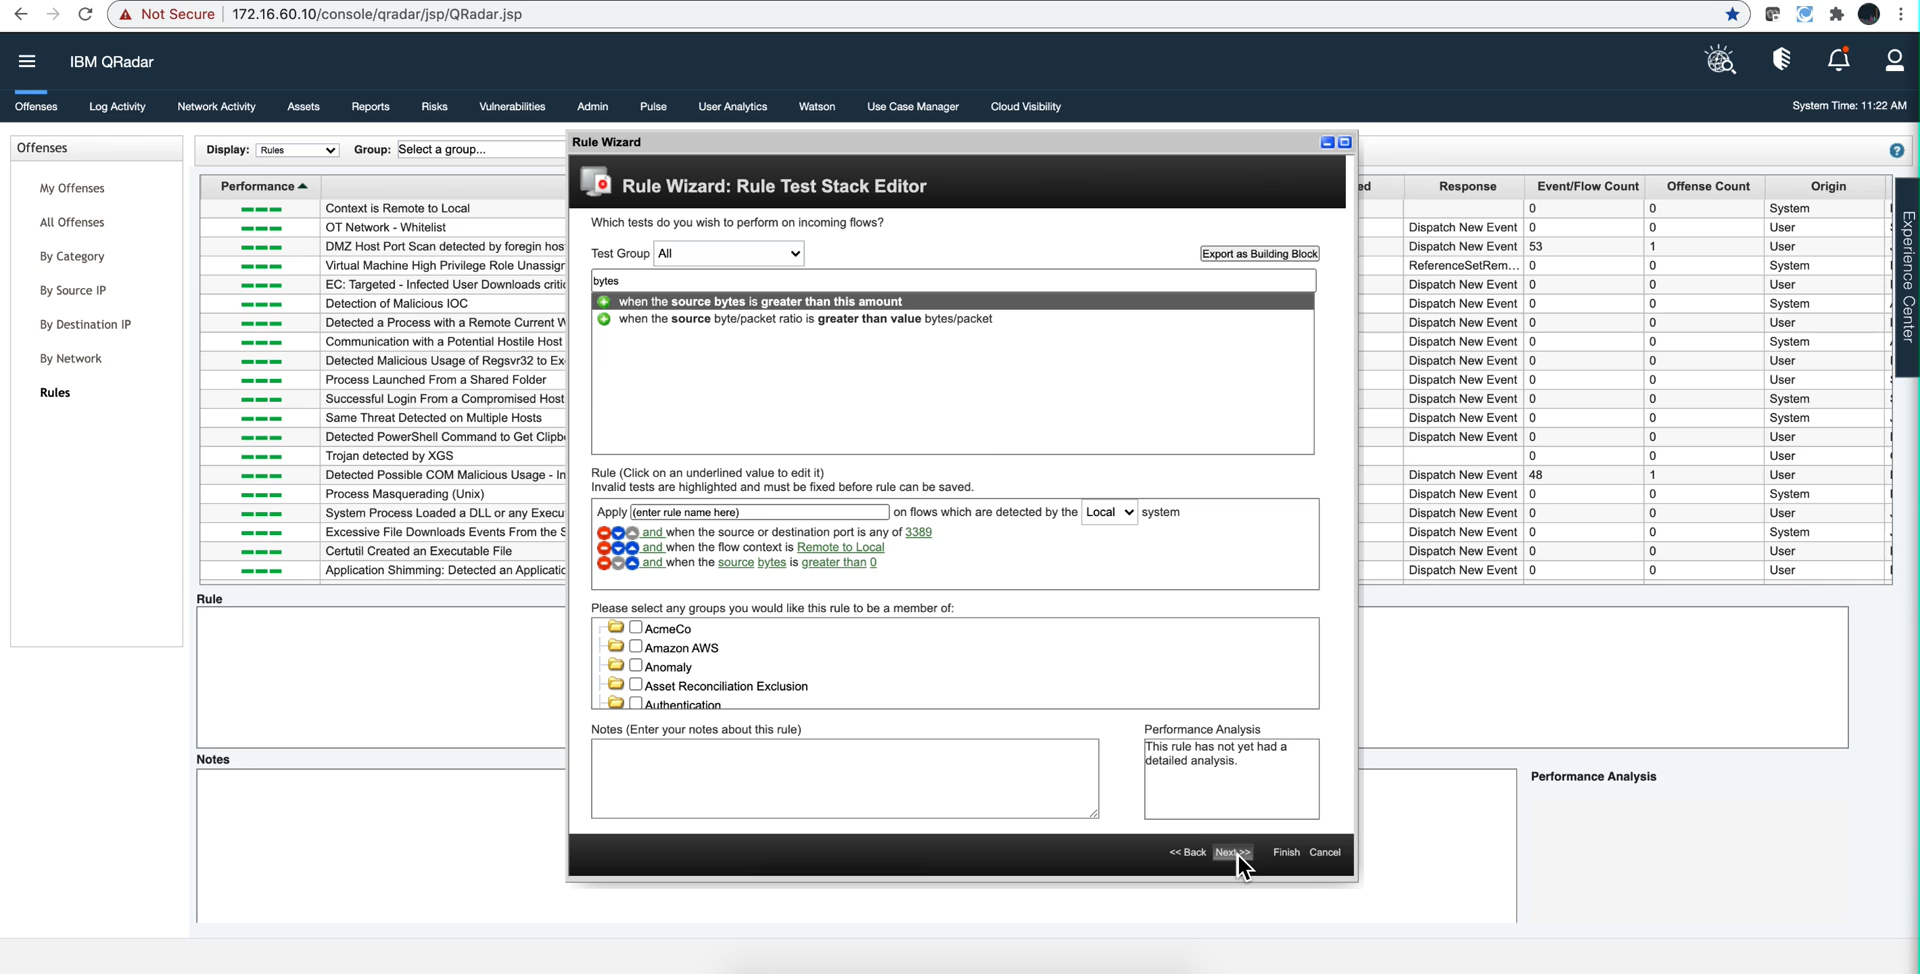 Not Secure 172.16.60.10/console/qradar/jsp/QRadar.jsp
IBM QRadar
Offenses Log Activity Network Activity Assets Reports Risks Vulnerabilities Admin Pulse User Analytics Watson Use Case Manager Cloud Visibility System Time: 11:22 AM
Offenses
My Offenses
All Offenses
By Category
By Source IP
By Destination IP
By Network
Rules
Display: Rules Group: Select a group...
Performance Response Event/Flow Count Offense Count Origin
Context is Remote to Local 0 0 System
OT Network - Whitelist Dispatch New Event 0 0 User
DMZ Host Port Scan detected by foregin hos Dispatch New Event 53 1 User
Virtual Machine High Privilege Role Unassign ReferenceSetRem... 0 0 System
EC: Targeted - Infected User Downloads critic Dispatch New Event 0 0 User
Detection of Malicious IOC Dispatch New Event 0 0 System
Detected a Process with a Remote Current W Dispatch New Event 0 0 User
Communication with a Potential Hostile Host Dispatch New Event 0 0 System
Detected Malicious Usage of Regsvr32 to Ex Dispatch New Event 0 0 User
Process Launched From a Shared Folder Dispatch New Event 0 0 User
Successful Login From a Compromised Host Dispatch New Event 0 0 System
Same Threat Detected on Multiple Hosts Dispatch New Event 0 0 System
Detected PowerShell Command to Get Clipb Dispatch New Event 0 0 User
Trojan detected by XGS 0 0 User
Detected Possible COM Malicious Usage - In Dispatch New Event 48 1 User
Process Masquerading (Unix) Dispatch New Event 0 0 System
System Process Loaded a DLL or any Execu Dispatch New Event 0 0 User
Excessive File Downloads Events From the S Dispatch New Event 0 0 System
Certutil Created an Executable File Dispatch New Event 0 0 User
Application Shimming: Detected an Applicatio Dispatch New Event 0 0 User
Experience Center
Rule
Notes
Performance Analysis
Rule Wizard
Rule Wizard: Rule Test Stack Editor
Which tests do you wish to perform on incoming flows?
Test Group All Export as Building Block
bytes
when the source bytes is greater than this amount
when the source byte/packet ratio is greater than value bytes/packet
Rule (Click on an underlined value to edit it)
Invalid tests are highlighted and must be fixed before rule can be saved.
Apply (enter rule name here) on flows which are detected by the Local system
and when the source or destination port is any of 3389
and when the flow context is Remote to Local
and when the source bytes is greater than 0
Please select any groups you would like this rule to be a member of:
AcmeCo
Amazon AWS
Anomaly
Asset Reconciliation Exclusion
Authentication
Notes (Enter your notes about this rule)
Performance Analysis
This rule has not yet had a
detailed analysis.
<< Back Next >> Finish Cancel